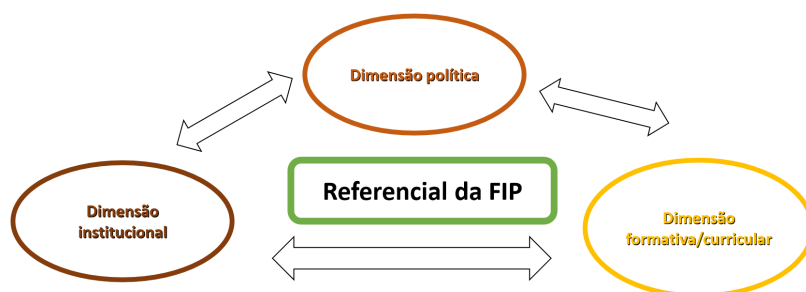 Dimensão política
Referencial da FIP
Dimensão
institucional
Dimensão
formativa/curricular